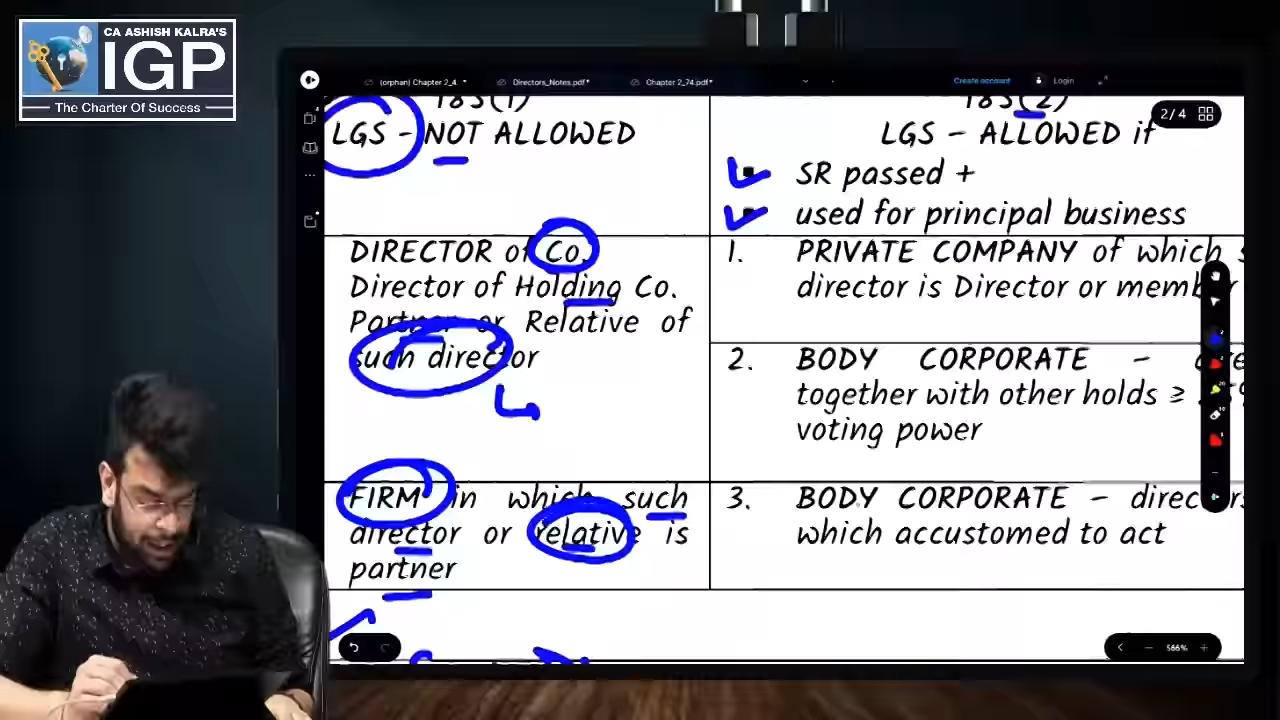 CA ASHISH KALRA'S
IGP
The Charter Of Success
(orphan) Chapter 2_4
Directors_Notes.pdf*
Chapter 2_74.pdf*
Create account
Login
2/4
LGS - NOT ALLOWED
185(2)
LGS - ALLOWED if
SR passed +
used for principal business
DIRECTOR of Co.
Director of Holding Co.
Partner or Relative of
such director
1. PRIVATE COMPANY of which
director is Director or member
2. BODY CORPORATE -
together with other holds ≥
voting power
FIRM in which such
director or relative is
partner
3. BODY CORPORATE - directors
which accustomed to act
566%